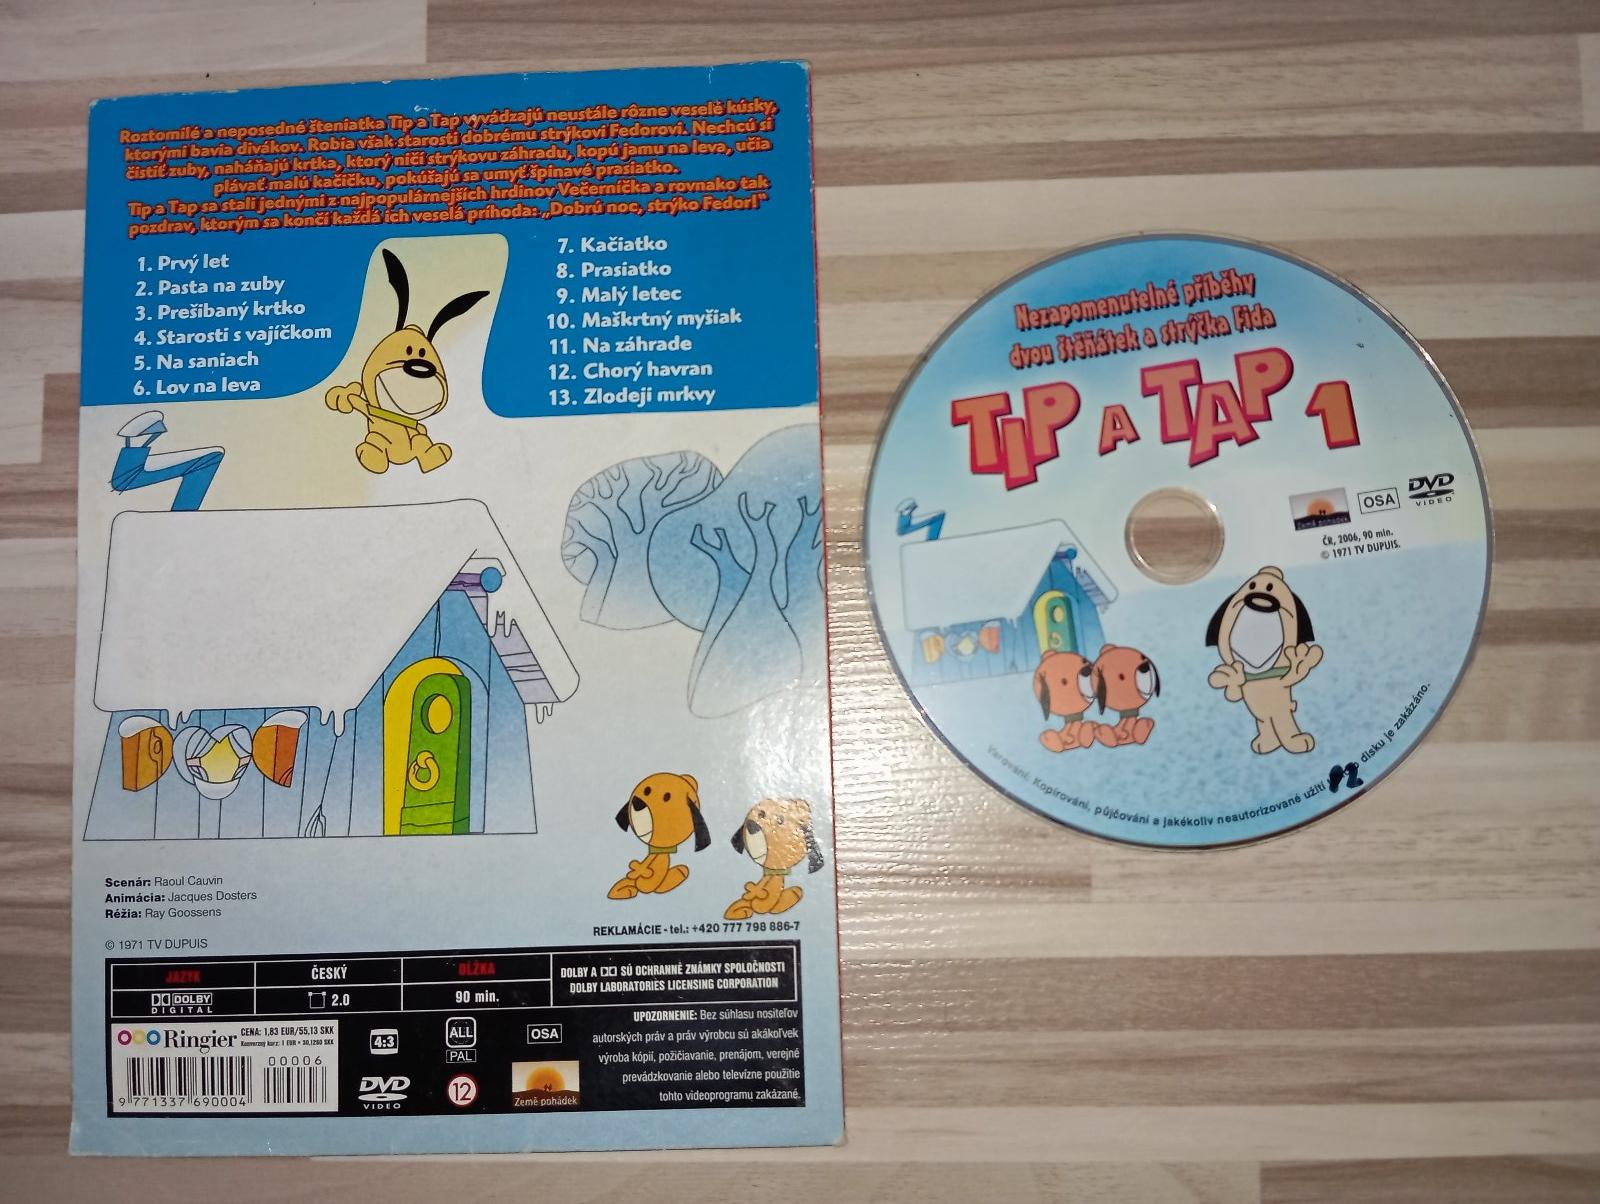 Roztomilé a neposedné šteniatka Tip a Tap vyvádzajú neustále rôzne veselé kúsky,
ktorými bavia divákov. Robia však starosti dobrému strýkovi Fedorovi. Nechcú si
čistiť zuby, naháňajú krtka, ktorý ničí strýkovu záhradu, kopú jamu na leva, učia
plávať malú kačičku, pokúšajú sa umyť špinavé prasiatko.
Tip a Tap sa stali jednými z najpopulárnejších hrdinov Večerníčka a rovnako tak
pozdrav, ktorým sa končí každá ich veselá príhoda: „Dobrú noc, strýko Fedor!“
1. Prvý let
2. Pasta na zuby
3. Prešibaný krtko
4. Starosti s vajíčkom
5. Na saniach
6. Lov na leva
7. Kačiatko
8. Prasiatko
9. Malý letec
10. Maškrtný myšiak
11. Na záhrade
12. Chorý havran
13. Zlodeji mrkvy
Scenár: Raoul Cauvin
Animácia: Jacques Dosters
Réžia: Ray Goossens
© 1971 TV DUPUIS
REKLAMÁCIE - tel.: +420 777 798 886-7
JAZYK
ČESKÝ
DĹŽKA
DOLBY DIGITAL
2.0
90 min.
DOLBY A DD SÚ OCHRANNÉ ZNÁMKY SPOLOČNOSTI
DOLBY LABORATORIES LICENSING CORPORATION
Ringier
CENA: 1,83 EUR/55,13 SKK
Konverzný kurz: 1 EUR = 30,1260 SKK
00006
9 771337 690004
4:3
ALL
PAL
OSA
DVD
VIDEO
12
Země pohádek
UPOZORNENIE: Bez súhlasu nositeľov
autorských práv a práv výrobcu sú akákoľvek
výroba kópií, požičiavanie, prenájom, verejné
prevádzkovanie alebo televízne použitie
tohto videoprogramu zakázané.
Nezapomenutelné příběhy
dvou štěňátek a strýčka Fida
TIP A TAP 1
Země pohádek
OSA
DVD
VIDEO
ČR, 2006, 90 min.
© 1971 TV DUPUIS.
Varování: Kopírování, půjčování a jakékoliv neautorizované užití disku je zakázáno.